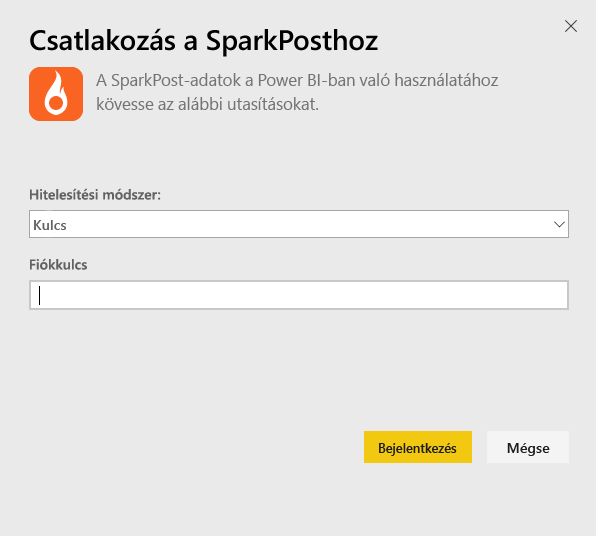 Csatlakozás a SparkPosthoz
A SparkPost-adatok a Power BI-ban való használatához
kövesse az alábbi utasításokat.
Hitelesítési módszer:
Kulcs
Fiókkulcs
Bejelentkezés
Mégse